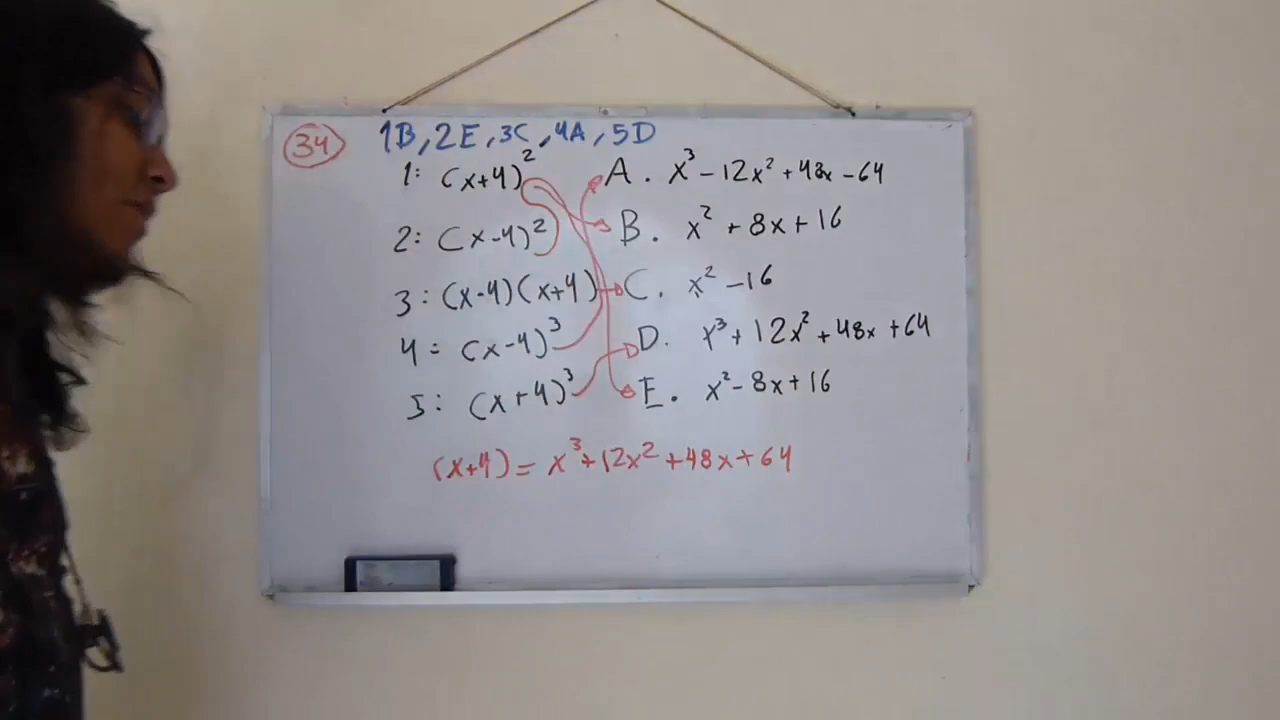 34
1B, 2E, 3C, 4A, 5D
1: (x+4)² A. x³ - 12x² + 48x - 64
2: (x-4)² B. x² + 8x + 16
3: (x-4)(x+4) C. x² - 16
4= (x-4)³ D. x³ + 12x² + 48x + 64
5: (x+4)³ E. x² - 8x + 16
(x+4) = x³ + 12x² + 48x + 64